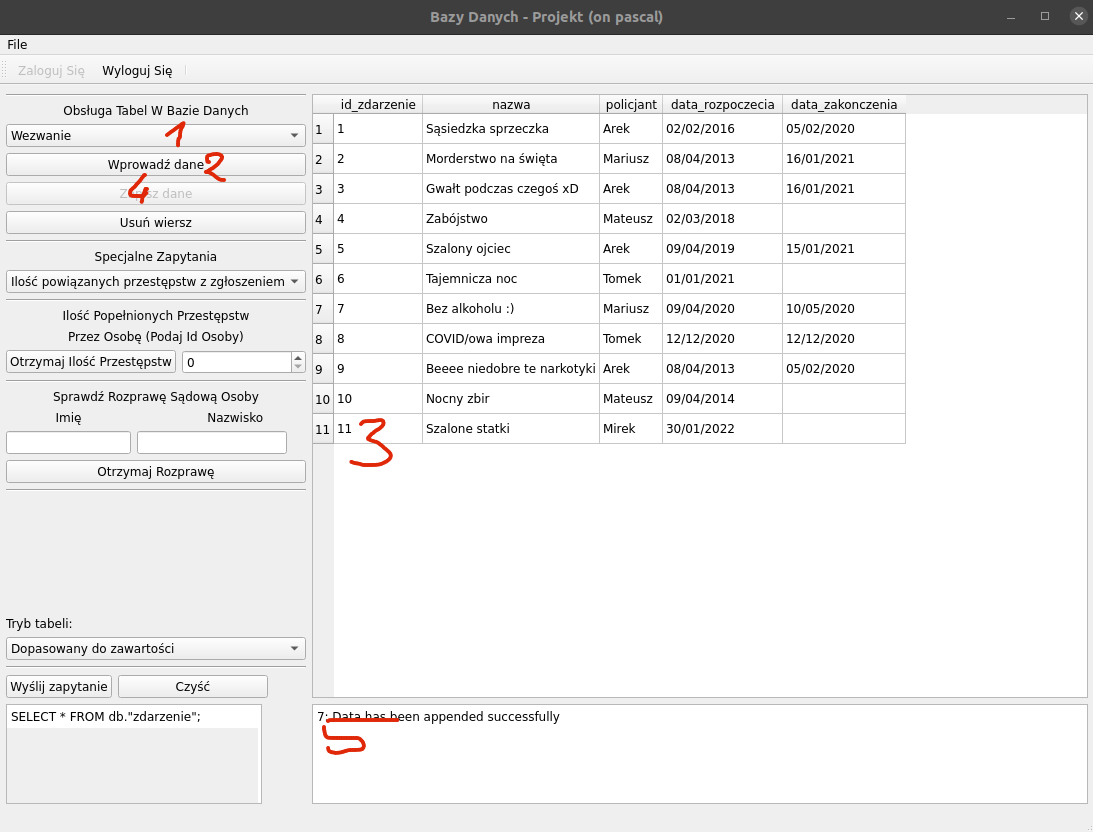 Bazy Danych - Projekt (on pascal)
File
Zaloguj Się Wyloguj Się
Obsługa Tabel W Bazie Danych
Wezwanie 1
Wprowadź dane 2
4 Zapisz dane
Usuń wiersz
Specjalne Zapytania
Ilość powiązanych przestępstw z zgłoszeniem
Ilość Popełnionych Przestępstw
Przez Osobę (Podaj Id Osoby)
Otrzymaj Ilość Przestępstw 0
Sprawdź Rozprawę Sądową Osoby
Imię Nazwisko
Otrzymaj Rozprawę
Tryb tabeli:
Dopasowany do zawartości
Wyślij zapytanie Czyść
SELECT * FROM db."zdarzenie";
id_zdarzenie nazwa policjant data_rozpoczecia data_zakonczenia
1 1 Sąsiedzka sprzeczka Arek 02/02/2016 05/02/2020
2 2 Morderstwo na święta Mariusz 08/04/2013 16/01/2021
3 3 Gwałt podczas czegoś xD Arek 08/04/2013 16/01/2021
4 4 Zabójstwo Mateusz 02/03/2018
5 5 Szalony ojciec Arek 09/04/2019 15/01/2021
6 6 Tajemnicza noc Tomek 01/01/2021
7 7 Bez alkoholu :) Mariusz 09/04/2020 10/05/2020
8 8 COVID/owa impreza Tomek 12/12/2020 12/12/2020
9 9 Beeee niedobre te narkotyki Arek 08/04/2013 05/02/2020
10 10 Nocny zbir Mateusz 09/04/2014
11 11 Szalone statki Mirek 30/01/2022
3
7: Data has been appended successfully
5